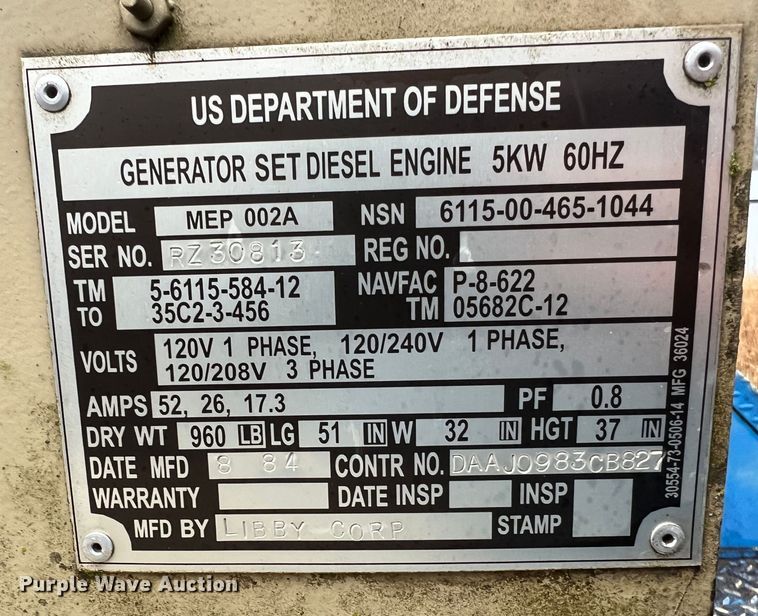 US DEPARTMENT OF DEFENSE
GENERATOR SET DIESEL ENGINE 5KW 60HZ
MODEL MEP 002A NSN 6115-00-465-1044
SER NO. RZ30813 REG NO.
TM 5-6115-584-12 NAVFAC P-8-622
TO 35C2-3-456 TM 05682C-12
VOLTS 120V 1 PHASE, 120/240V 1 PHASE,
120/208V 3 PHASE
AMPS 52, 26, 17.3 PF 0.8
DRY WT 960 LB LG 51 IN W 32 IN HGT 37 IN
DATE MFD 8 84 CONTR NO. DAAJ0983CB827
WARRANTY DATE INSP INSP
MFD BY LIBBY CORP STAMP
30554-73-0506-14 MFG 36024
Purple Wave Auction